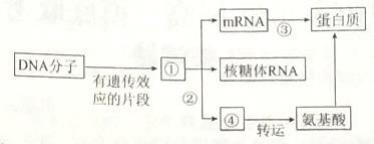 mRNA ③ 蛋白质
DNA分子 ① 核糖体RNA
有遗传效
应的片段
②
④ 转运 氨基酸